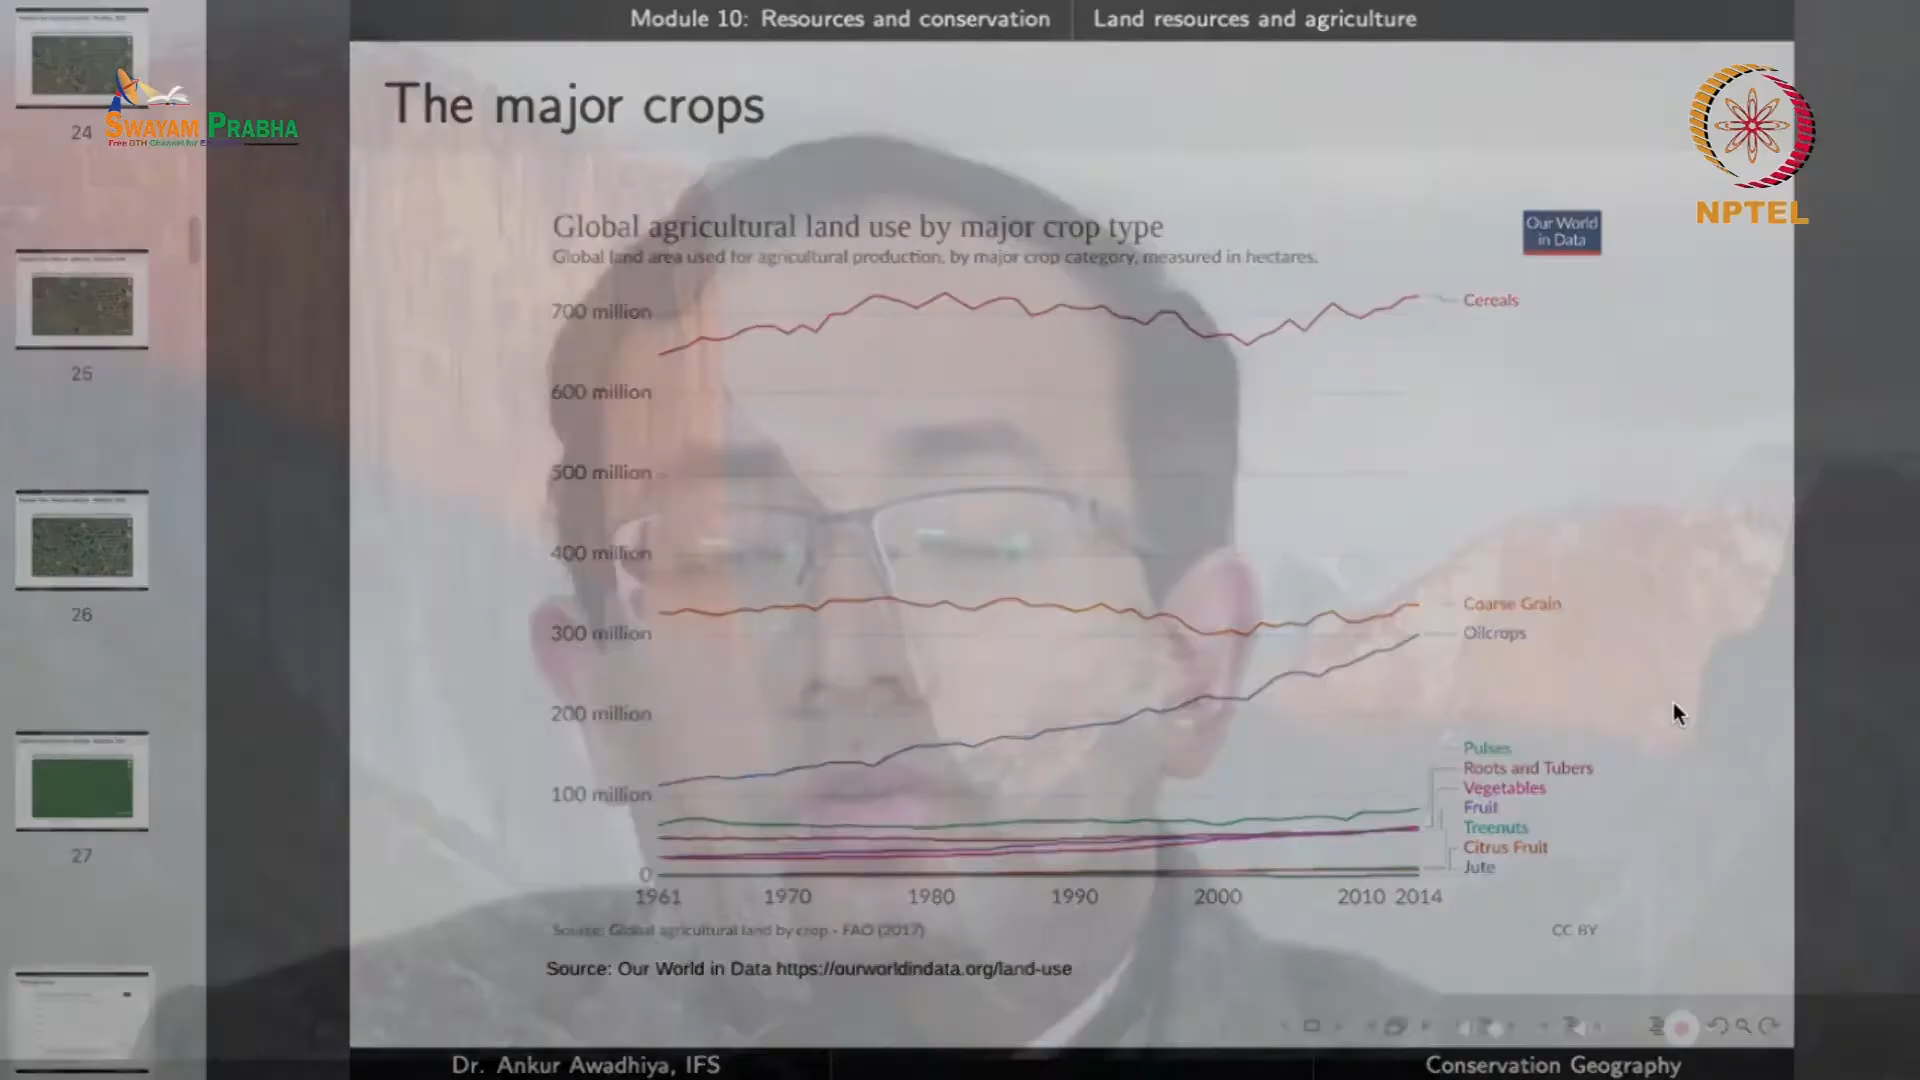 Module 10: Resources and conservation
Land resources and agriculture
24
SWAYAM PRABHA
Free DTH Channel for
The major crops
NPTEL
Global agricultural land use by major crop type
Our World
in Data
Global land area used for agricultural production, by major crop category, measured in hectares.
700 million
Cereals
600 million
25
500 million
400 million
Coarse Grain
26
300 million
Oilcrops
200 million
Pulses
Roots and Tubers
100 million
Vegetables
Fruit
Treenuts
Citrus Fruit
27
0
Jute
1961
1970
1980
1990
2000
2010
2014
Source: Global agricultural land by crop - FAO (2017)
CC BY
Source: Our World in Data https://ourworldindata.org/land-use
Dr. Ankur Awadhiya, IFS
Conservation Geography